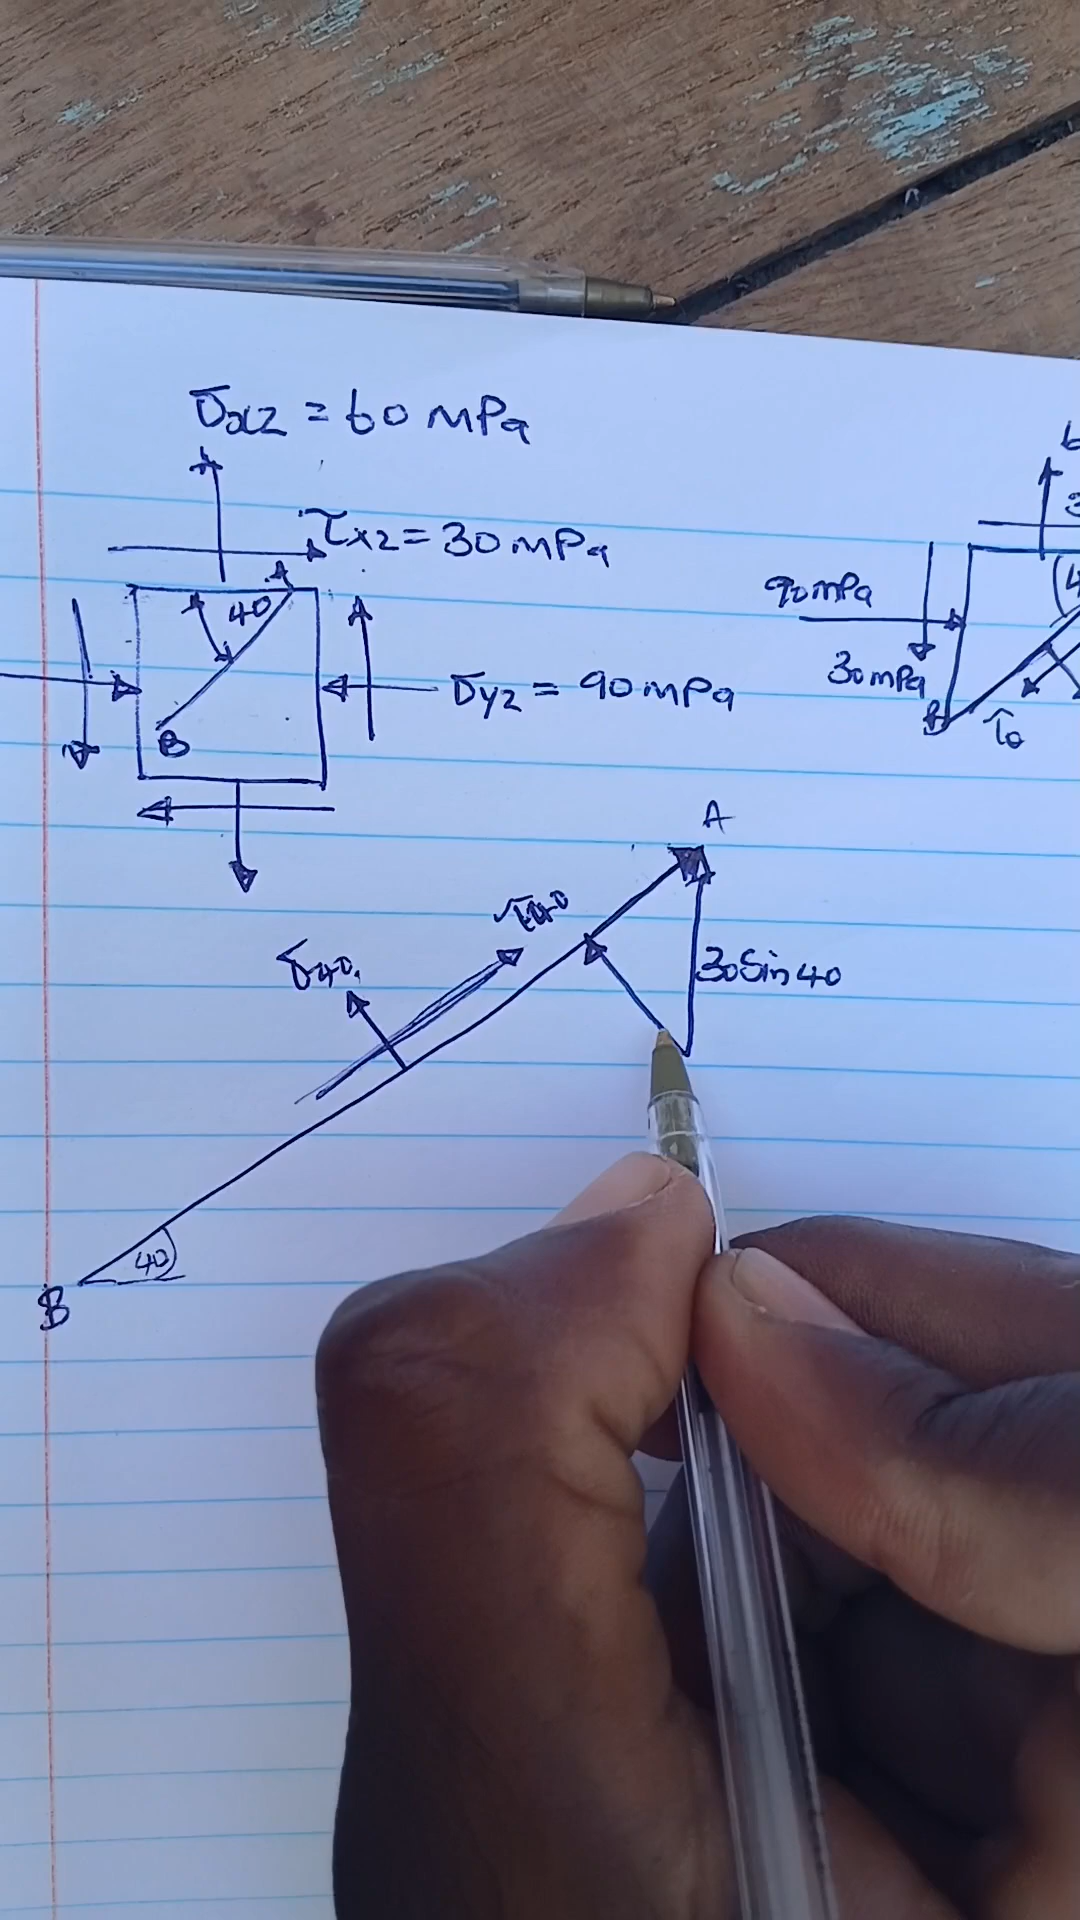 σxz = 60 MPa
τxz = 30 MPa
A
40
σyz = 90 MPa
B
90 MPa
30 MPa
B
τθ
A
τ40
σ40
30 Sin 40
40
B